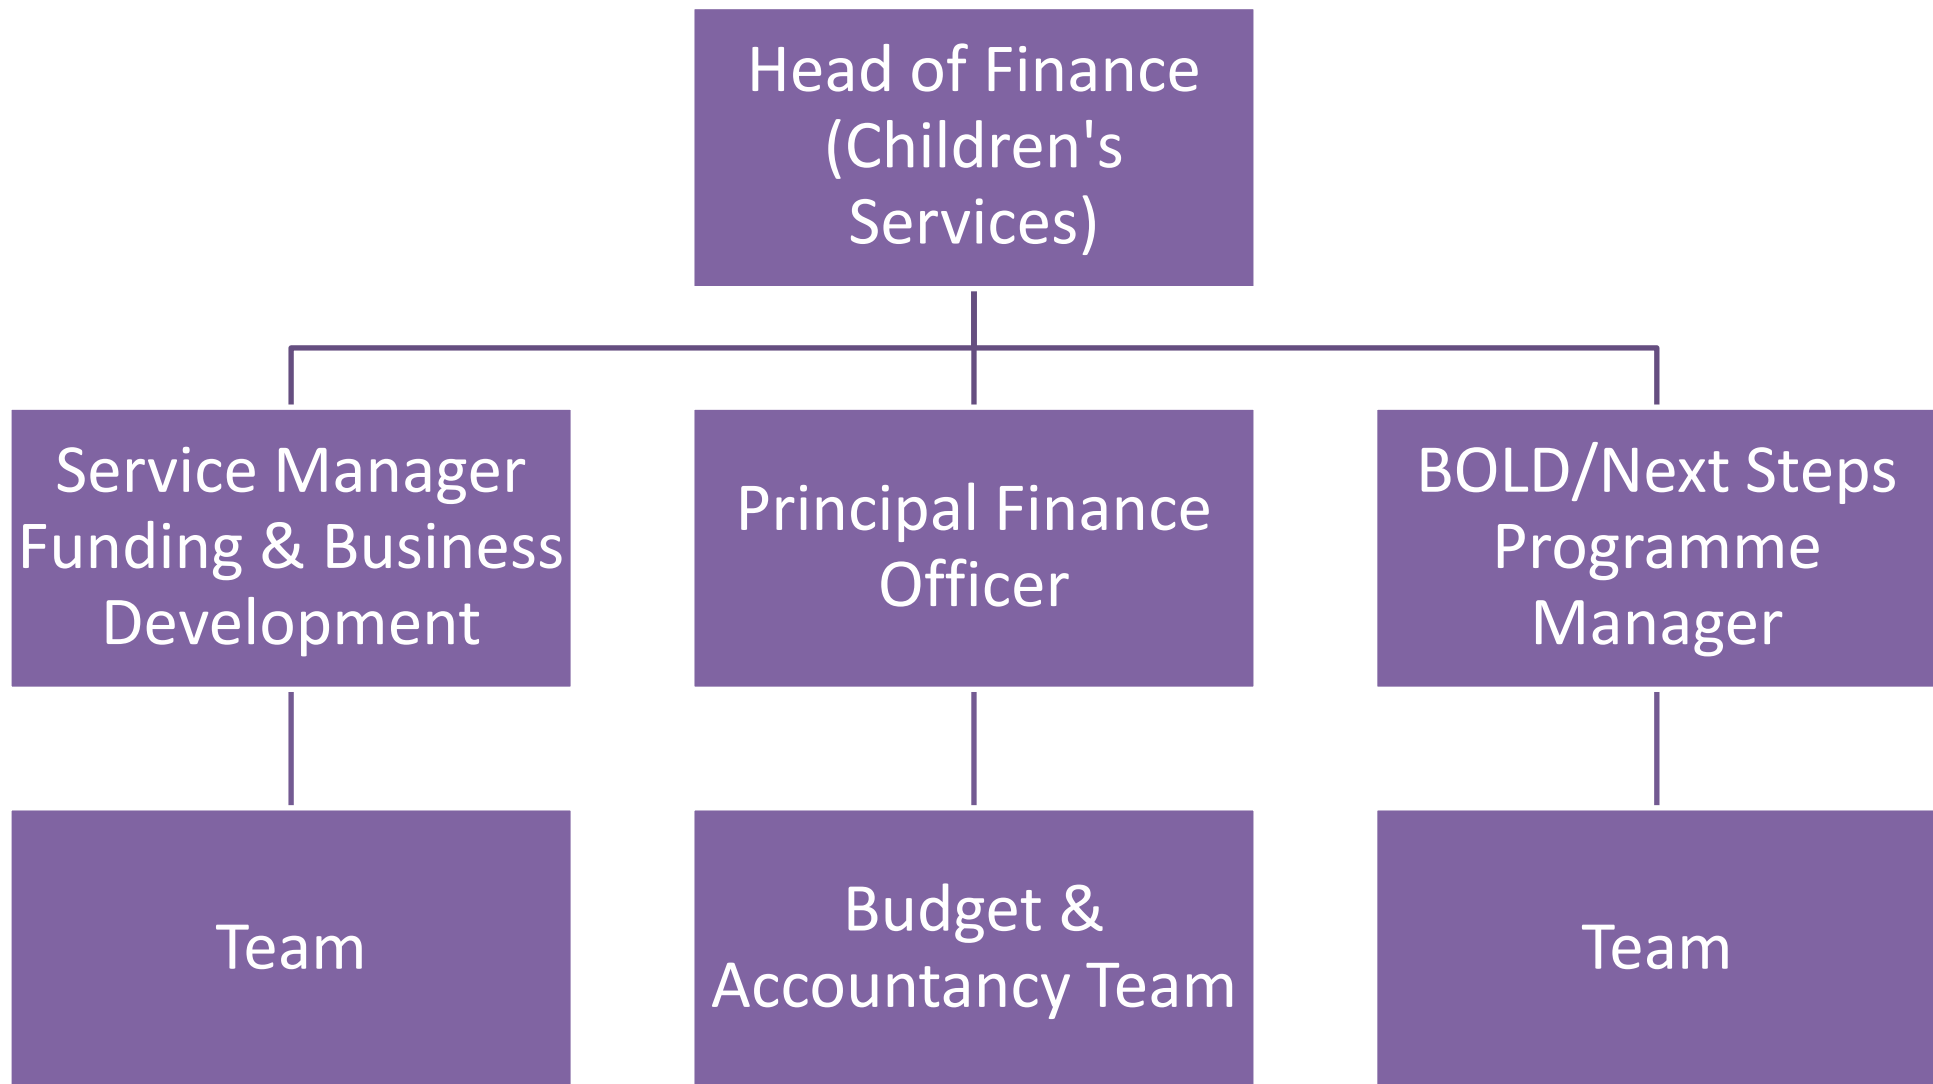 Head of Finance
(Children's
Services)
Service Manager
Funding & Business
Development
Principal Finance
Officer
BOLD/Next Steps
Programme
Manager
Team
Budget &
Accountancy Team
Team